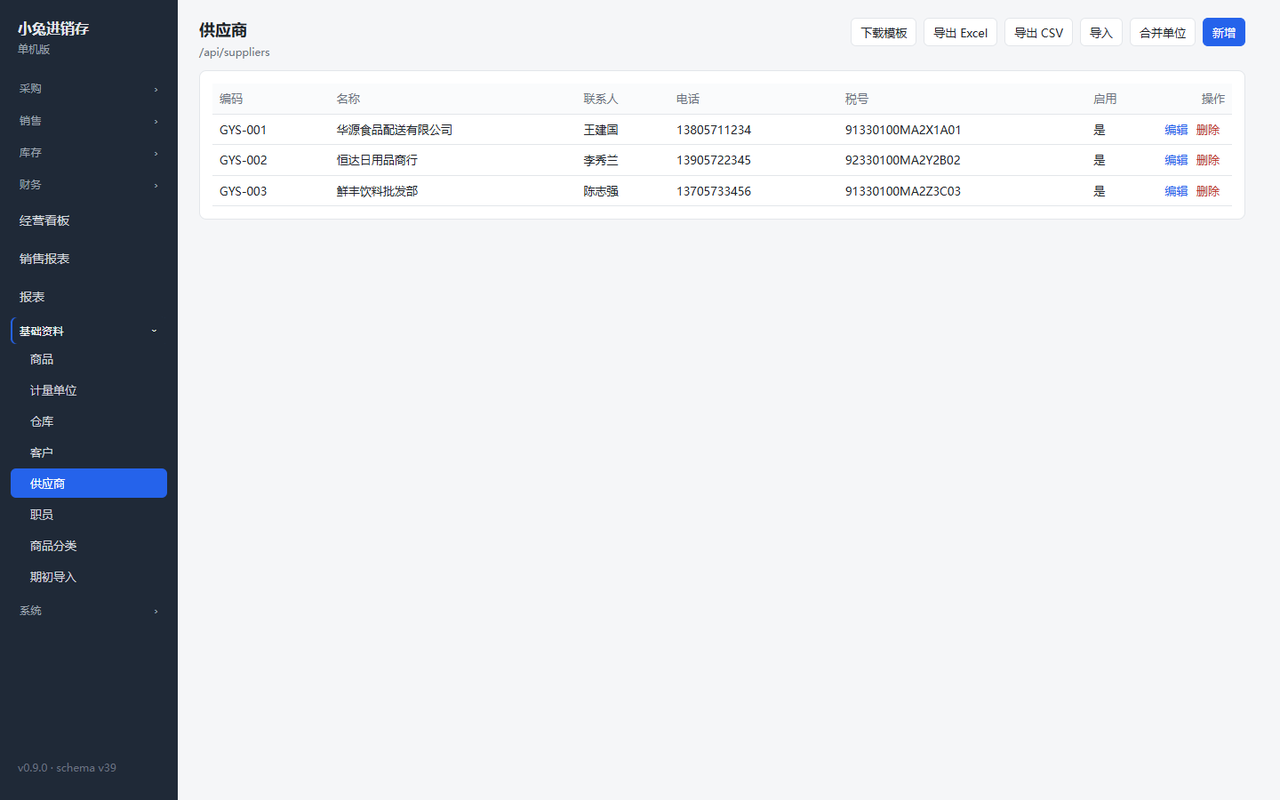 小兔进销存
单机版
采购
销售
库存
财务
经营看板
销售报表
报表
基础资料
商品
计量单位
仓库
客户
供应商
职员
商品分类
期初导入
系统
v0.9.0 · schema v39
供应商
/api/suppliers
下载模板 导出 Excel 导出 CSV 导入 合并单位 新增
编码 名称 联系人 电话 税号 启用 操作
GYS-001 华源食品配送有限公司 王建国 13805711234 91330100MA2X1A01 是 编辑 删除
GYS-002 恒达日用品商行 李秀兰 13905722345 92330100MA2Y2B02 是 编辑 删除
GYS-003 鲜丰饮料批发部 陈志强 13705733456 91330100MA2Z3C03 是 编辑 删除